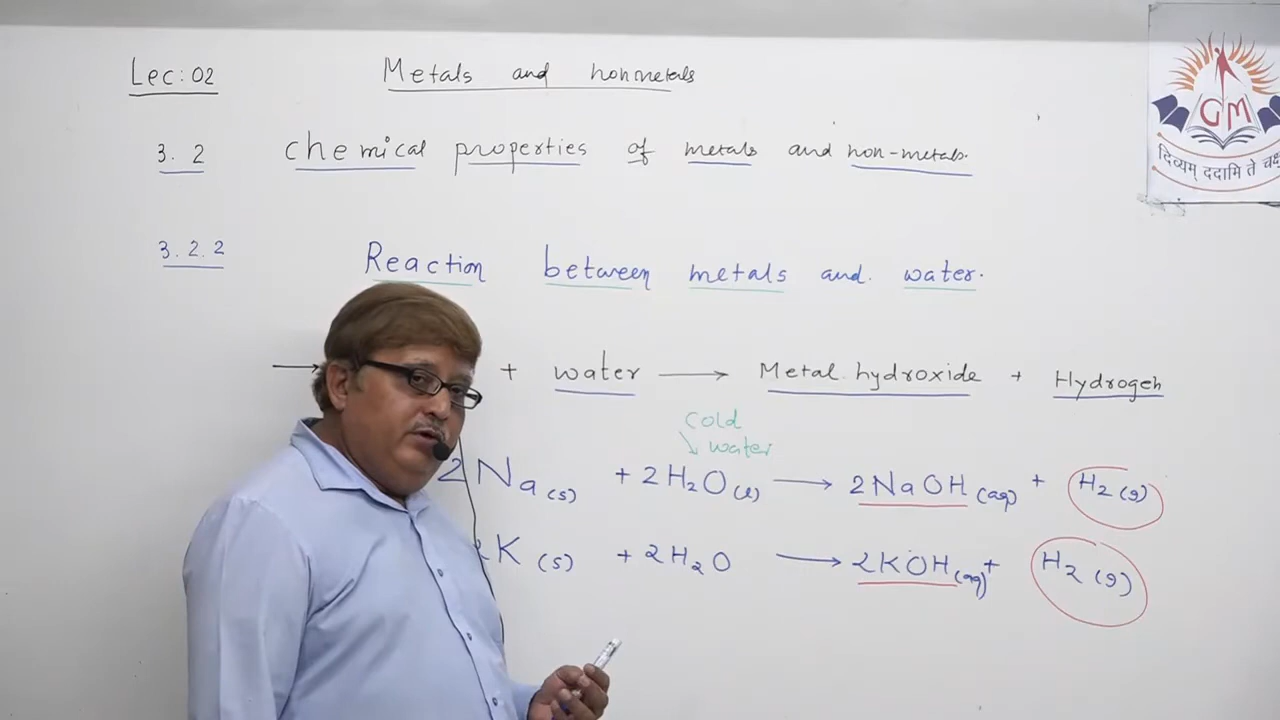 Lec:02 Metals and nonmetals
GM
दिव्यम् ददामि ते
3.2 chemical properties of metals and non-metals.
3.2.2 Reaction between metals and water.
→ + water → Metal hydroxide + Hydrogen
cold
water
2Na(s) + 2H₂O(l) → 2NaOH(aq) + H₂(g)
K(s) + 2H₂O → 2KOH(aq) + H₂(g)